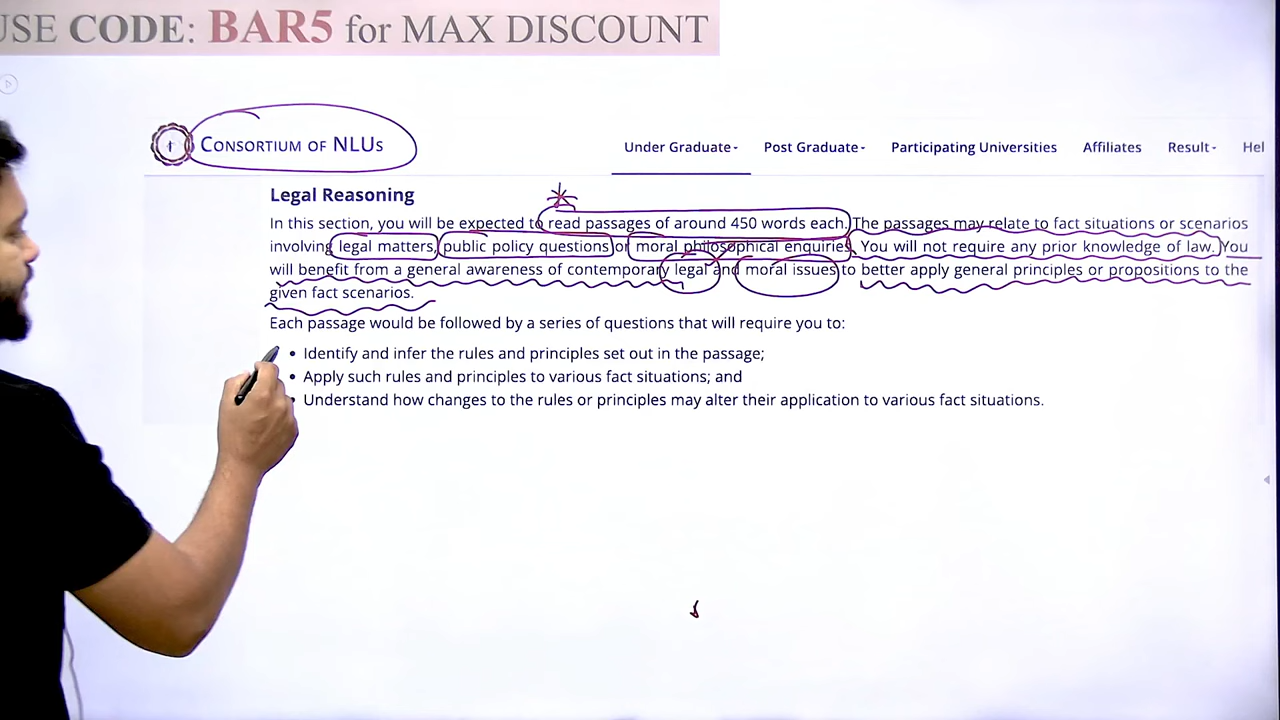 USE CODE: BAR5 for MAX DISCOUNT
CONSORTIUM OF NLUs
Under Graduate Post Graduate Participating Universities Affiliates Result Hel
Legal Reasoning
In this section, you will be expected to read passages of around 450 words each. The passages may relate to fact situations or scenarios
involving legal matters, public policy questions or moral philosophical enquiries. You will not require any prior knowledge of law. You
will benefit from a general awareness of contemporary legal and moral issues to better apply general principles or propositions to the
given fact scenarios.
Each passage would be followed by a series of questions that will require you to:
• Identify and infer the rules and principles set out in the passage;
• Apply such rules and principles to various fact situations; and
• Understand how changes to the rules or principles may alter their application to various fact situations.